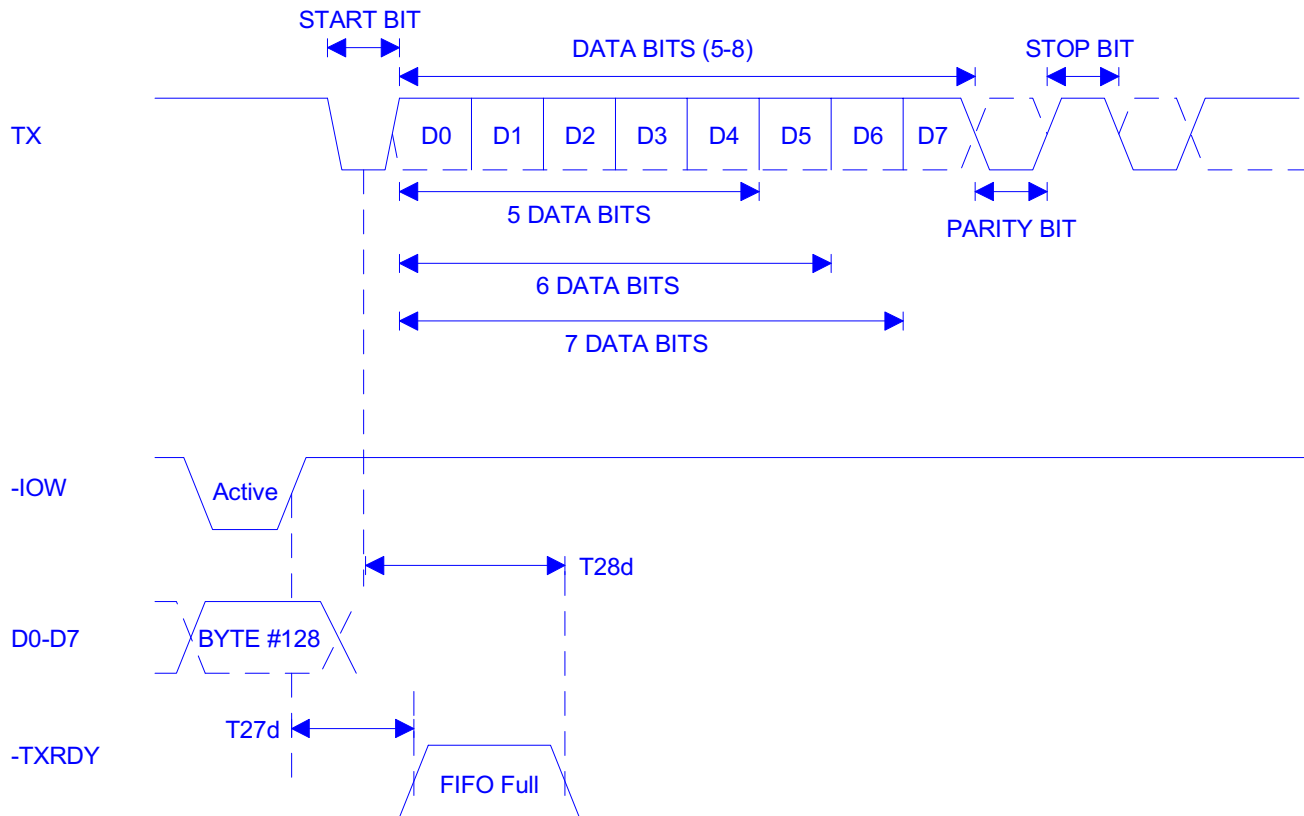 START BIT
DATA BITS (5-8)
STOP BIT
TX
D0 D1 D2 D3 D4 D5 D6 D7
5 DATA BITS
PARITY BIT
6 DATA BITS
7 DATA BITS
-IOW
Active
T28d
D0-D7
BYTE #128
T27d
-TXRDY
FIFO Full